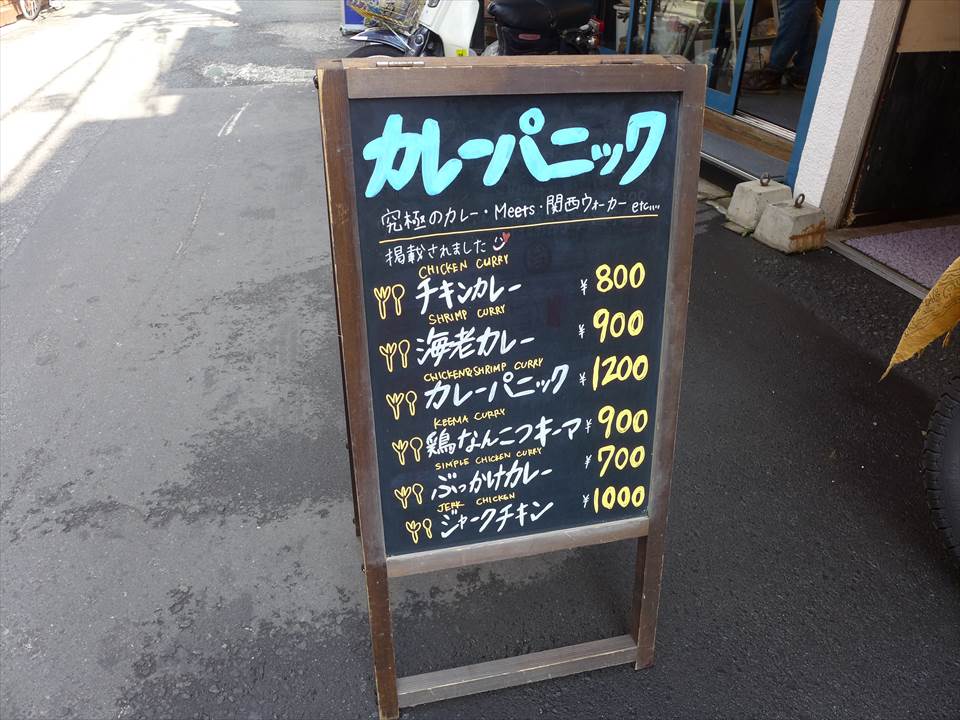 カレーパニック
究極のカレー・Meets・関西ウォーカー etc...
掲載されました
CHICKEN CURRY
チキンカレー ¥800
SHRIMP CURRY
海老カレー ¥900
CHICKEN&SHRIMP CURRY
カレーパニック ¥1200
KEEMA CURRY
鶏なんこつキーマ ¥900
SIMPLE CHICKEN CURRY
ぶっかけカレー ¥700
JERK CHICKEN
ジャークチキン ¥1000